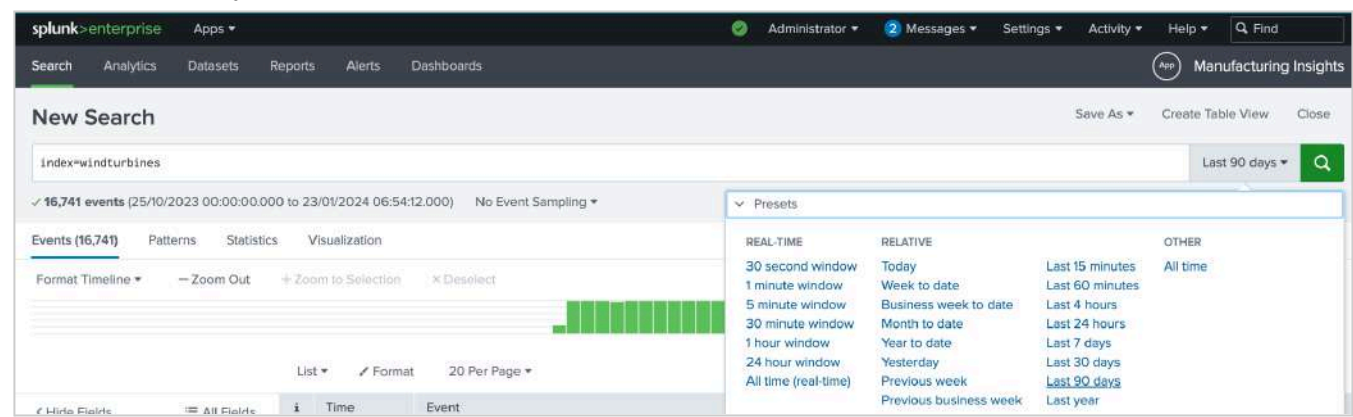 splunk>enterprise Apps Administrator 2 Messages Settings Activity Help Find
Search Analytics Datasets Reports Alerts Dashboards App Manufacturing Insights
New Search Save As Create Table View Close
index=windturbines Last 90 days
16,741 events (25/10/2023 00:00:00.000 to 23/01/2024 06:54:12.000) No Event Sampling
Presets
Events (16,741) Patterns Statistics Visualization
Format Timeline — Zoom Out + Zoom to Selection × Deselect
List Format 20 Per Page
< Hide Fields All Fields i Time Event
REAL-TIME
30 second window
1 minute window
5 minute window
30 minute window
1 hour window
24 hour window
All time (real-time)
RELATIVE
Today
Week to date
Business week to date
Month to date
Year to date
Yesterday
Previous week
Previous business week
Last 15 minutes
Last 60 minutes
Last 4 hours
Last 24 hours
Last 7 days
Last 30 days
Last 90 days
Last year
OTHER
All time